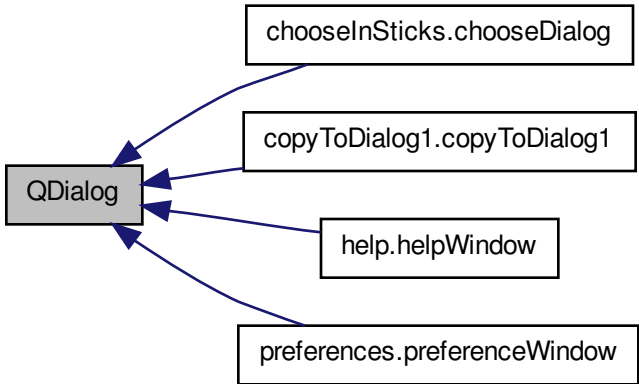 chooseInSticks.chooseDialog
copyToDialog1.copyToDialog1
QDialog
help.helpWindow
preferences.preferenceWindow